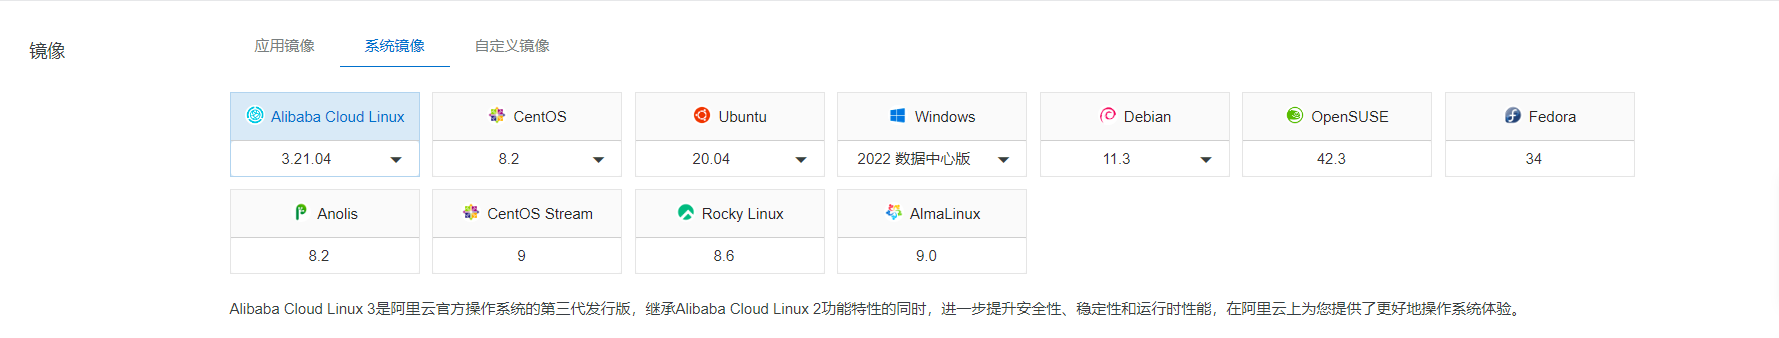 镜像
应用镜像 系统镜像 自定义镜像
Alibaba Cloud Linux CentOS Ubuntu Windows Debian OpenSUSE Fedora
3.21.04 8.2 20.04 2022 数据中心版 11.3 42.3 34
Anolis CentOS Stream Rocky Linux AlmaLinux
8.2 9 8.6 9.0
Alibaba Cloud Linux 3是阿里云官方操作系统的第三代发行版，继承Alibaba Cloud Linux 2功能特性的同时，进一步提升安全性、稳定性和运行时性能，在阿里云上为您提供了更好地操作系统体验。